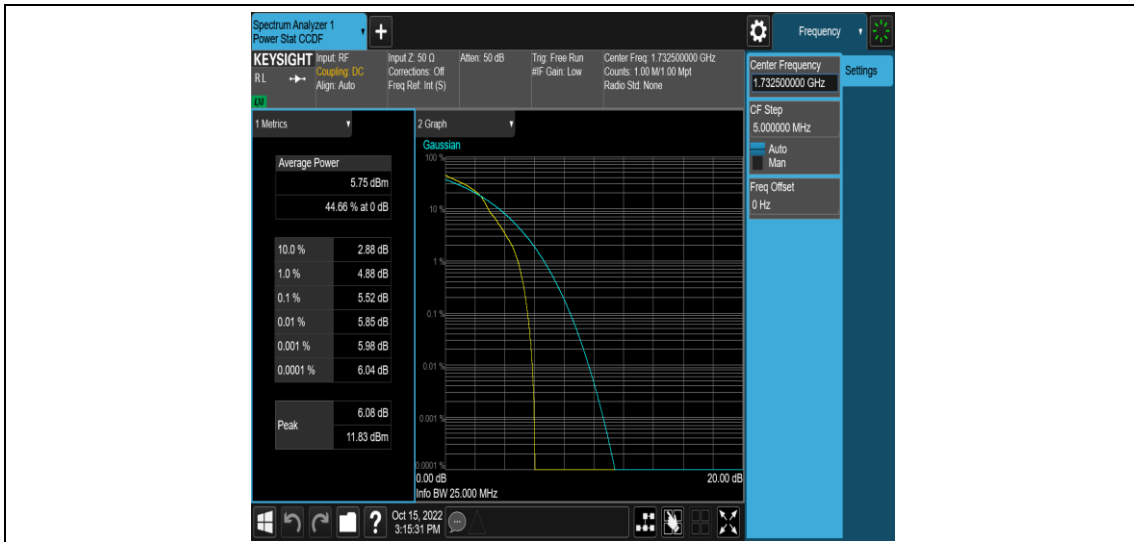 Spectrum Analyzer 1
Power Stat CCDF
+
Frequency
KEYSIGHT
RL
LXI
Input: RF
Coupling: DC
Align: Auto
Input Z: 50 Ω
Corrections: Off
Freq Ref: Int (S)
Atten: 50 dB
Trig: Free Run
#IF Gain: Low
Center Freq: 1.732500000 GHz
Counts: 1.00 M/1.00 Mpt
Radio Std: None
Center Frequency
1.732500000 GHz
Settings
CF Step
5.000000 MHz
Auto
Man
Freq Offset
0 Hz
1 Metrics
Average Power
5.75 dBm
44.66 % at 0 dB
10.0 % 2.88 dB
1.0 % 4.88 dB
0.1 % 5.52 dB
0.01 % 5.85 dB
0.001 % 5.98 dB
0.0001 % 6.04 dB
Peak
6.08 dB
11.83 dBm
2 Graph
Gaussian
100 %
10 %
1 %
0.1 %
0.01 %
0.001 %
0.0001 %
0.00 dB 20.00 dB
Info BW 25.000 MHz
?
Oct 15, 2022
3:15:31 PM